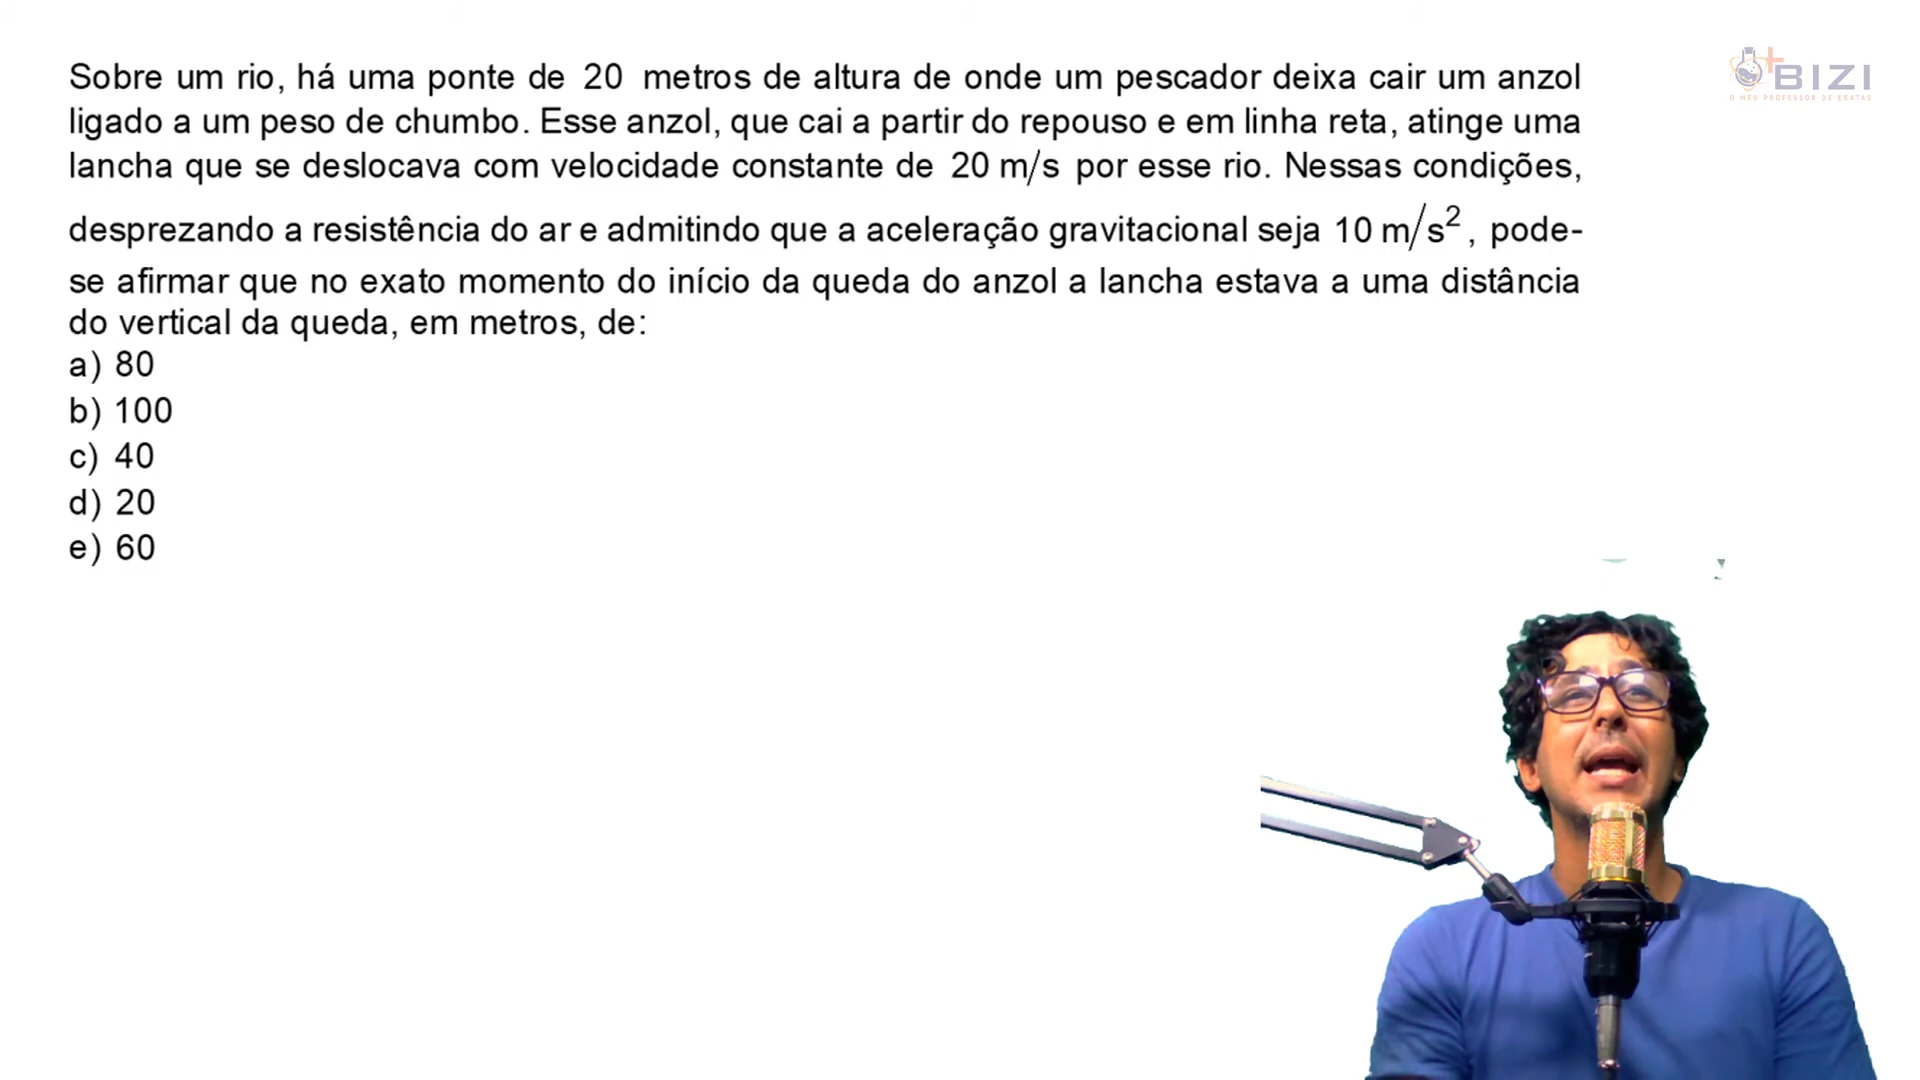 Sobre um rio, há uma ponte de 20 metros de altura de onde um pescador deixa cair um anzol
ligado a um peso de chumbo. Esse anzol, que cai a partir do repouso e em linha reta, atinge uma
lancha que se deslocava com velocidade constante de 20 m/s por esse rio. Nessas condições,
desprezando a resistência do ar e admitindo que a aceleração gravitacional seja 10 m/s², pode-
se afirmar que no exato momento do início da queda do anzol a lancha estava a uma distância
do vertical da queda, em metros, de:
a) 80
b) 100
c) 40
d) 20
e) 60
+BIZI
O MEU PROFESSOR DE EXATAS